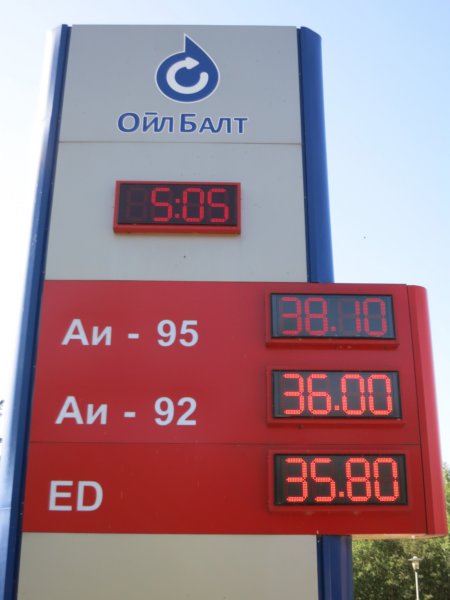 ОйлБалт
5:05
Аи - 95 38.10
Аи - 92 36.00
ED 35.80